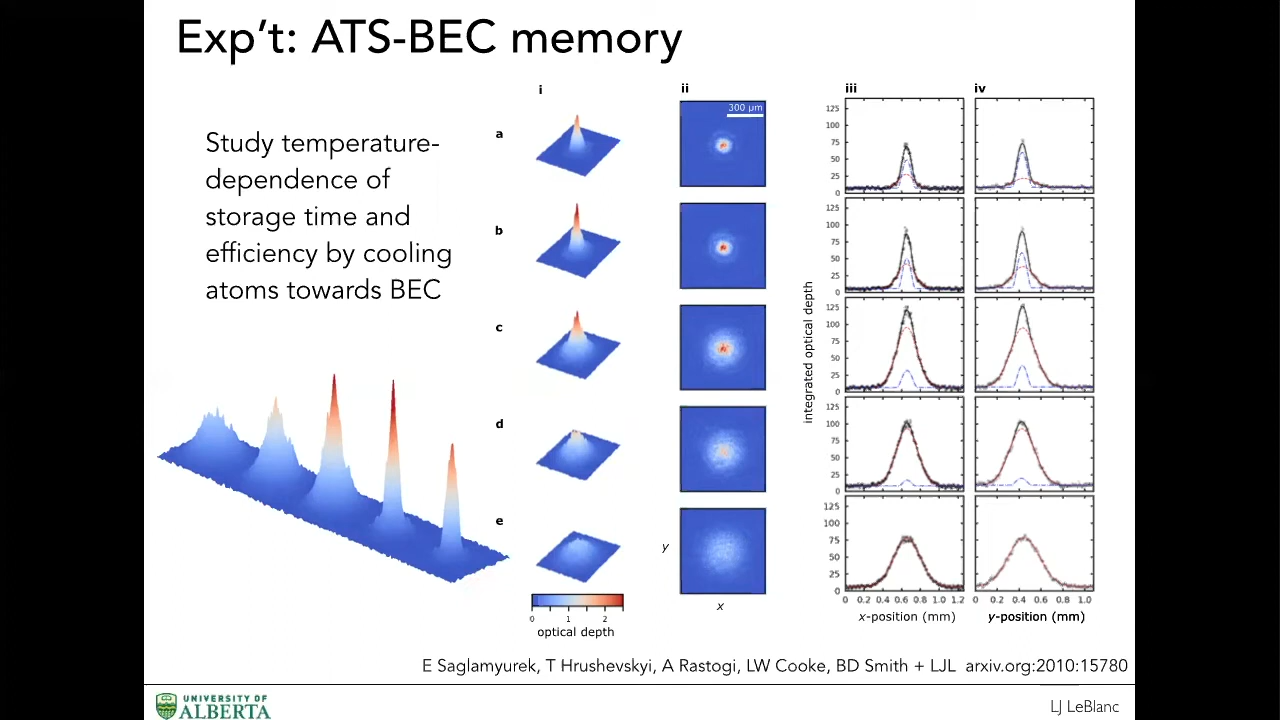 Exp't: ATS-BEC memory
Study temperature-
dependence of
storage time and
efficiency by cooling
atoms towards BEC
i
ii
iii
iv
a
b
c
d
e
300 µm
125
100
75
50
25
0
125
100
75
50
25
0
125
100
75
50
25
0
125
100
75
50
25
0
125
100
75
50
25
0
integrated optical depth
0 0.2 0.4 0.6 0.8 1.0 1.2
0 0.2 0.4 0.6 0.8 1.0
x-position (mm)
y-position (mm)
y
x
0 1 2
optical depth
E Saglamyurek, T Hrushevskyi, A Rastogi, LW Cooke, BD Smith + LJL arxiv.org:2010:15780
UNIVERSITY OF
ALBERTA
LJ LeBlanc